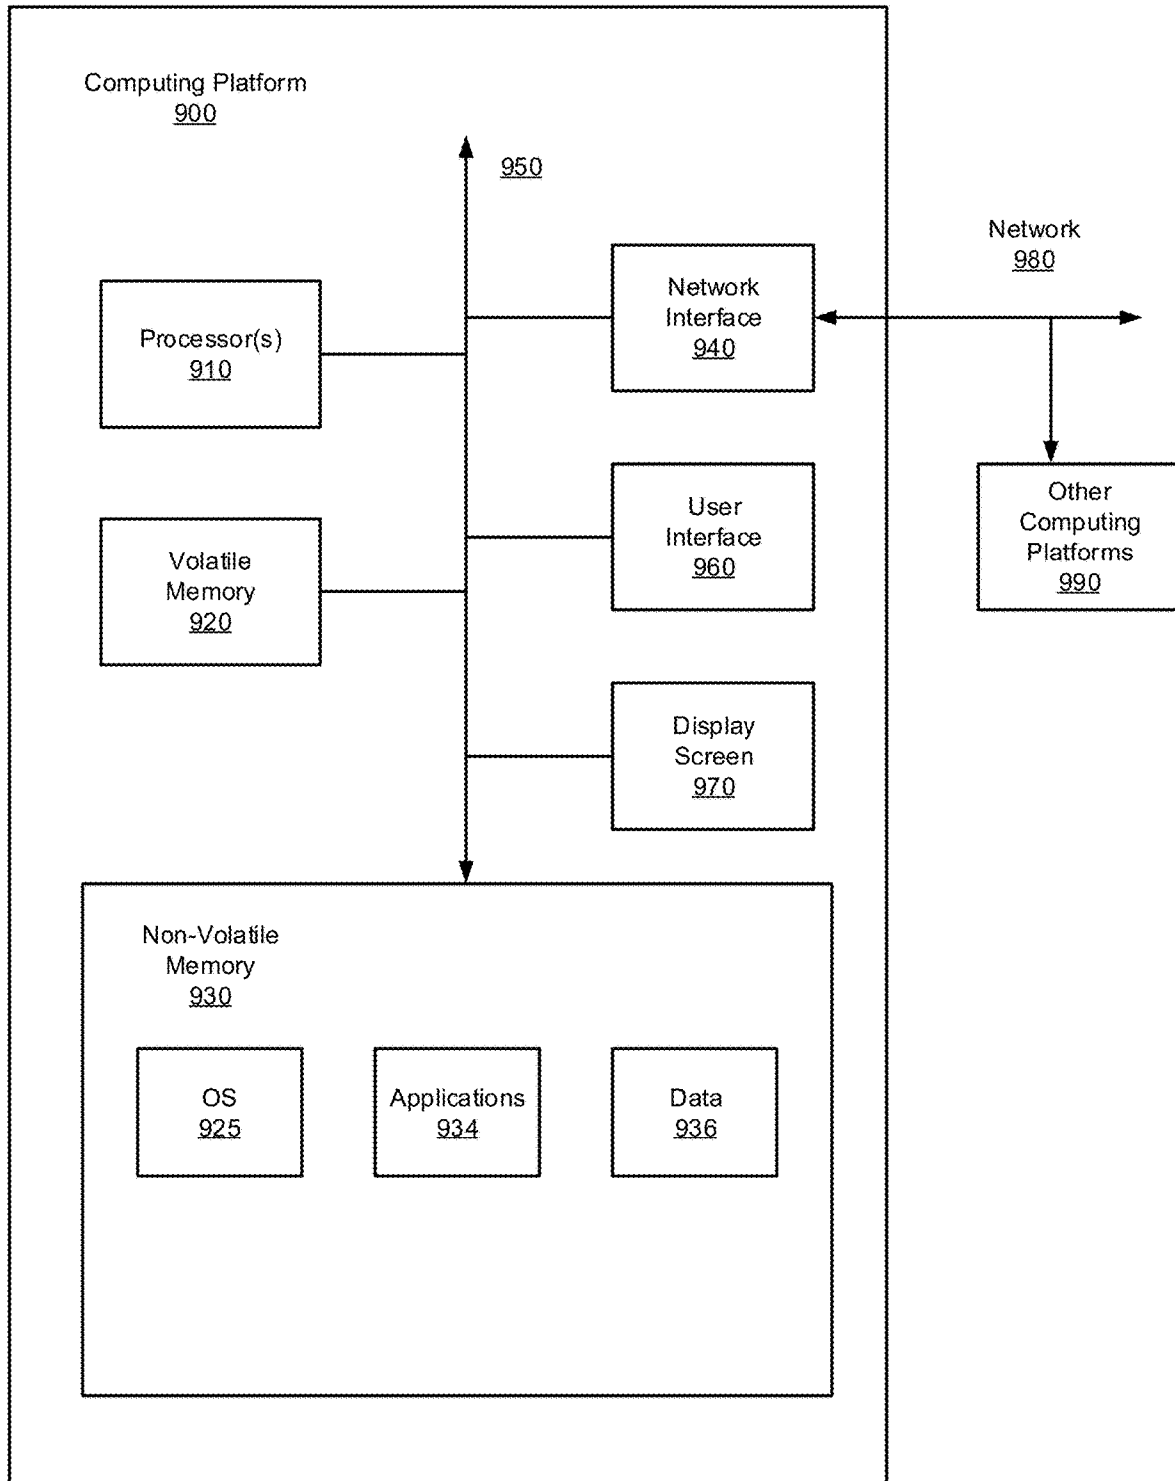 Computing Platform
900
950
Network
980
Network
Interface
940
Processor(s)
910
User
Interface
960
Other
Computing
Platforms
990
Volatile
Memory
920
Display
Screen
970
Non-Volatile
Memory
930
OS
925
Applications
934
Data
936